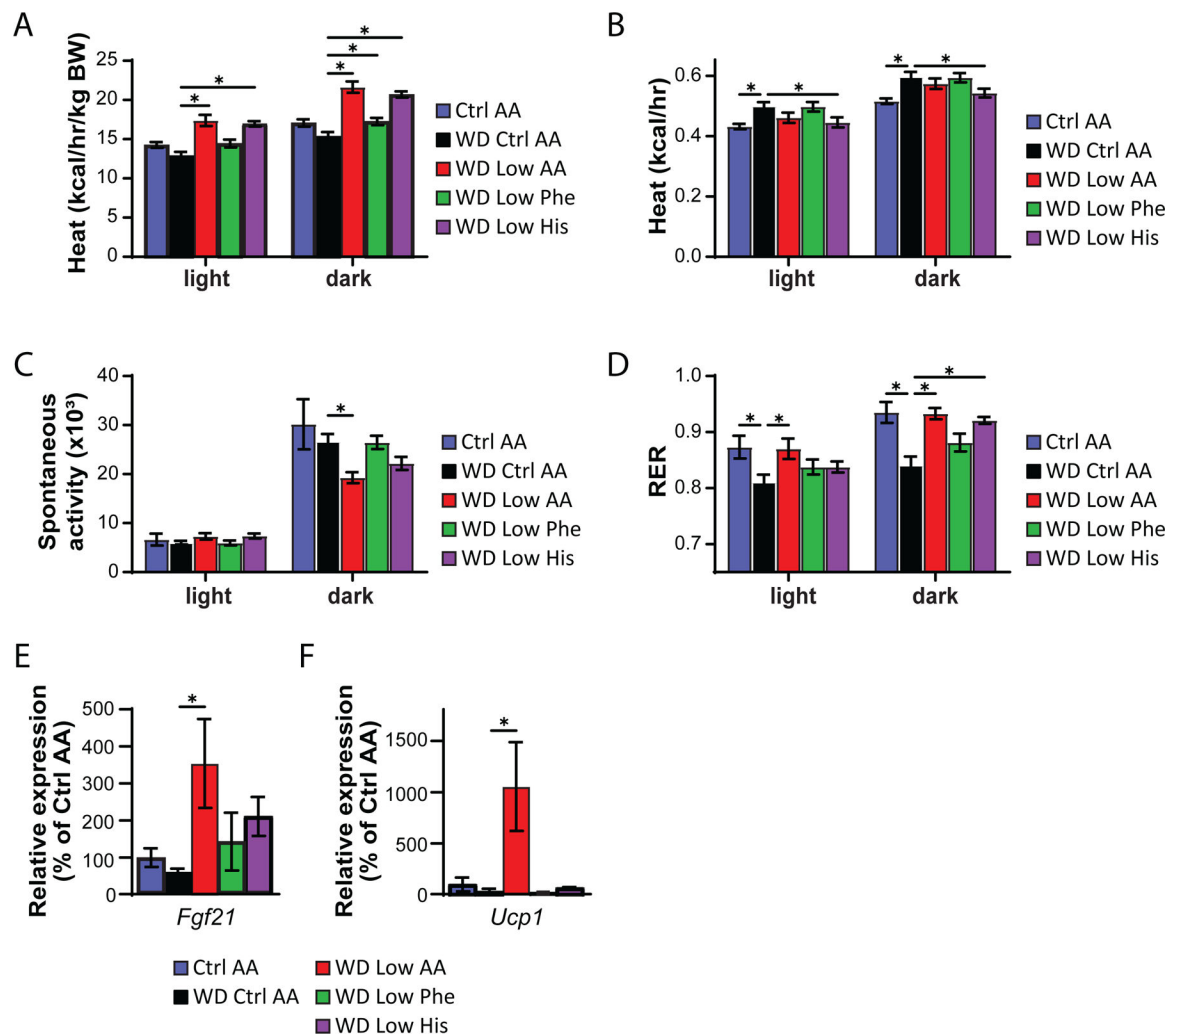 A
Heat (kcal/hr/kg BW)
25
20
15
10
5
0
*
*
*
*
*
light
dark
Ctrl AA
WD Ctrl AA
WD Low AA
WD Low Phe
WD Low His
B
Heat (kcal/hr)
0.6
0.4
0.2
0.0
*
*
*
*
light
dark
Ctrl AA
WD Ctrl AA
WD Low AA
WD Low Phe
WD Low His
C
Spontaneous
activity (x10³)
40
30
20
10
0
*
light
dark
Ctrl AA
WD Ctrl AA
WD Low AA
WD Low Phe
WD Low His
D
RER
1.0
0.9
0.8
0.7
*
*
*
*
*
light
dark
Ctrl AA
WD Ctrl AA
WD Low AA
WD Low Phe
WD Low His
E
Relative expression
(% of Ctrl AA)
500
400
300
200
100
0
*
Fgf21
F
Relative expression
(% of Ctrl AA)
1500
1000
500
0
*
Ucp1
Ctrl AA
WD Ctrl AA
WD Low AA
WD Low Phe
WD Low His